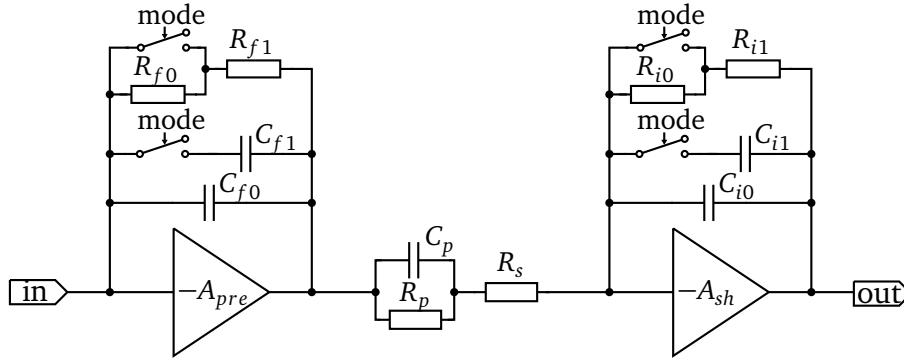 mode
mode
R_{f1}
R_{i1}
R_{f0}
R_{i0}
mode
mode
C_{f1}
C_{i1}
C_{f0}
C_{i0}
C_p
R_s
in
−A_{pre}
R_p
−A_{sh}
out